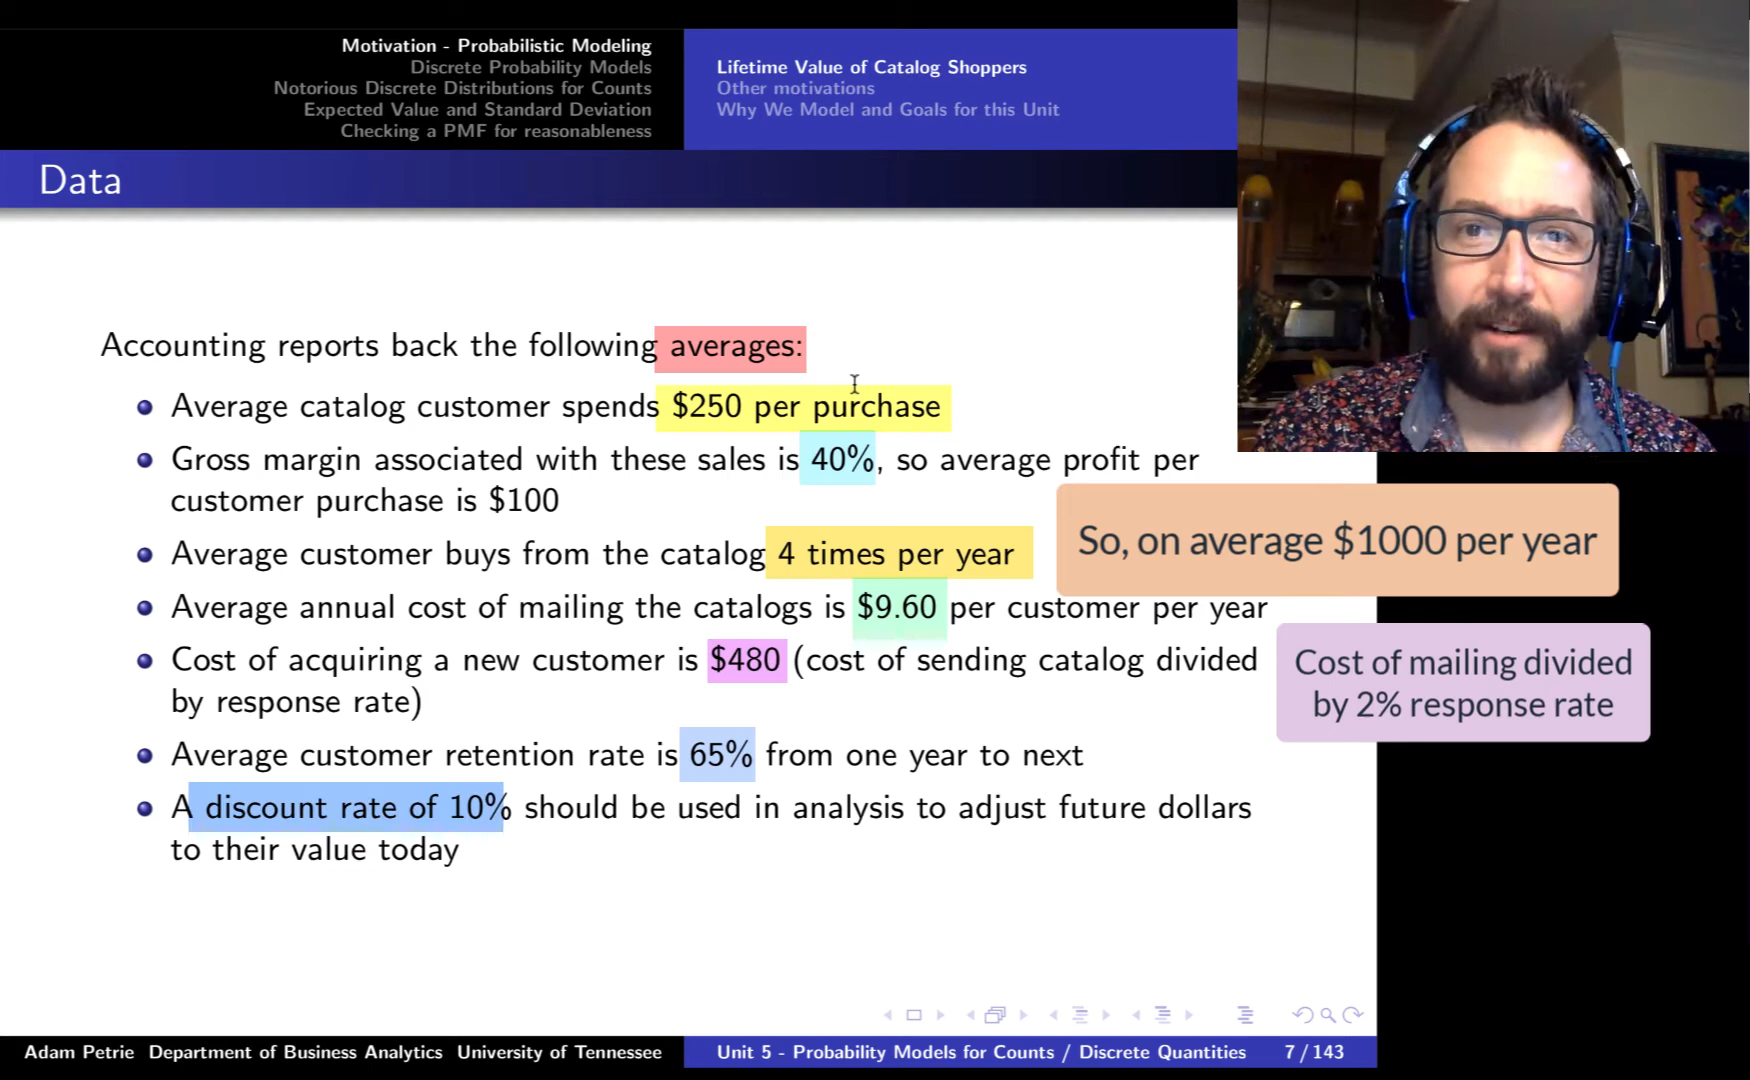 Motivation - Probabilistic Modeling
Discrete Probability Models
Notorious Discrete Distributions for Counts
Expected Value and Standard Deviation
Checking a PMF for reasonableness
Lifetime Value of Catalog Shoppers
Other motivations
Why We Model and Goals for this Unit
Data
Accounting reports back the following averages:
Average catalog customer spends $250 per purchase
Gross margin associated with these sales is 40%, so average profit per
customer purchase is $100
Average customer buys from the catalog 4 times per year
So, on average $1000 per year
Average annual cost of mailing the catalogs is $9.60 per customer per year
Cost of acquiring a new customer is $480 (cost of sending catalog divided
by response rate)
Cost of mailing divided
by 2% response rate
Average customer retention rate is 65% from one year to next
A discount rate of 10% should be used in analysis to adjust future dollars
to their value today
Adam Petrie Department of Business Analytics University of Tennessee
Unit 5 - Probability Models for Counts / Discrete Quantities 7 / 143